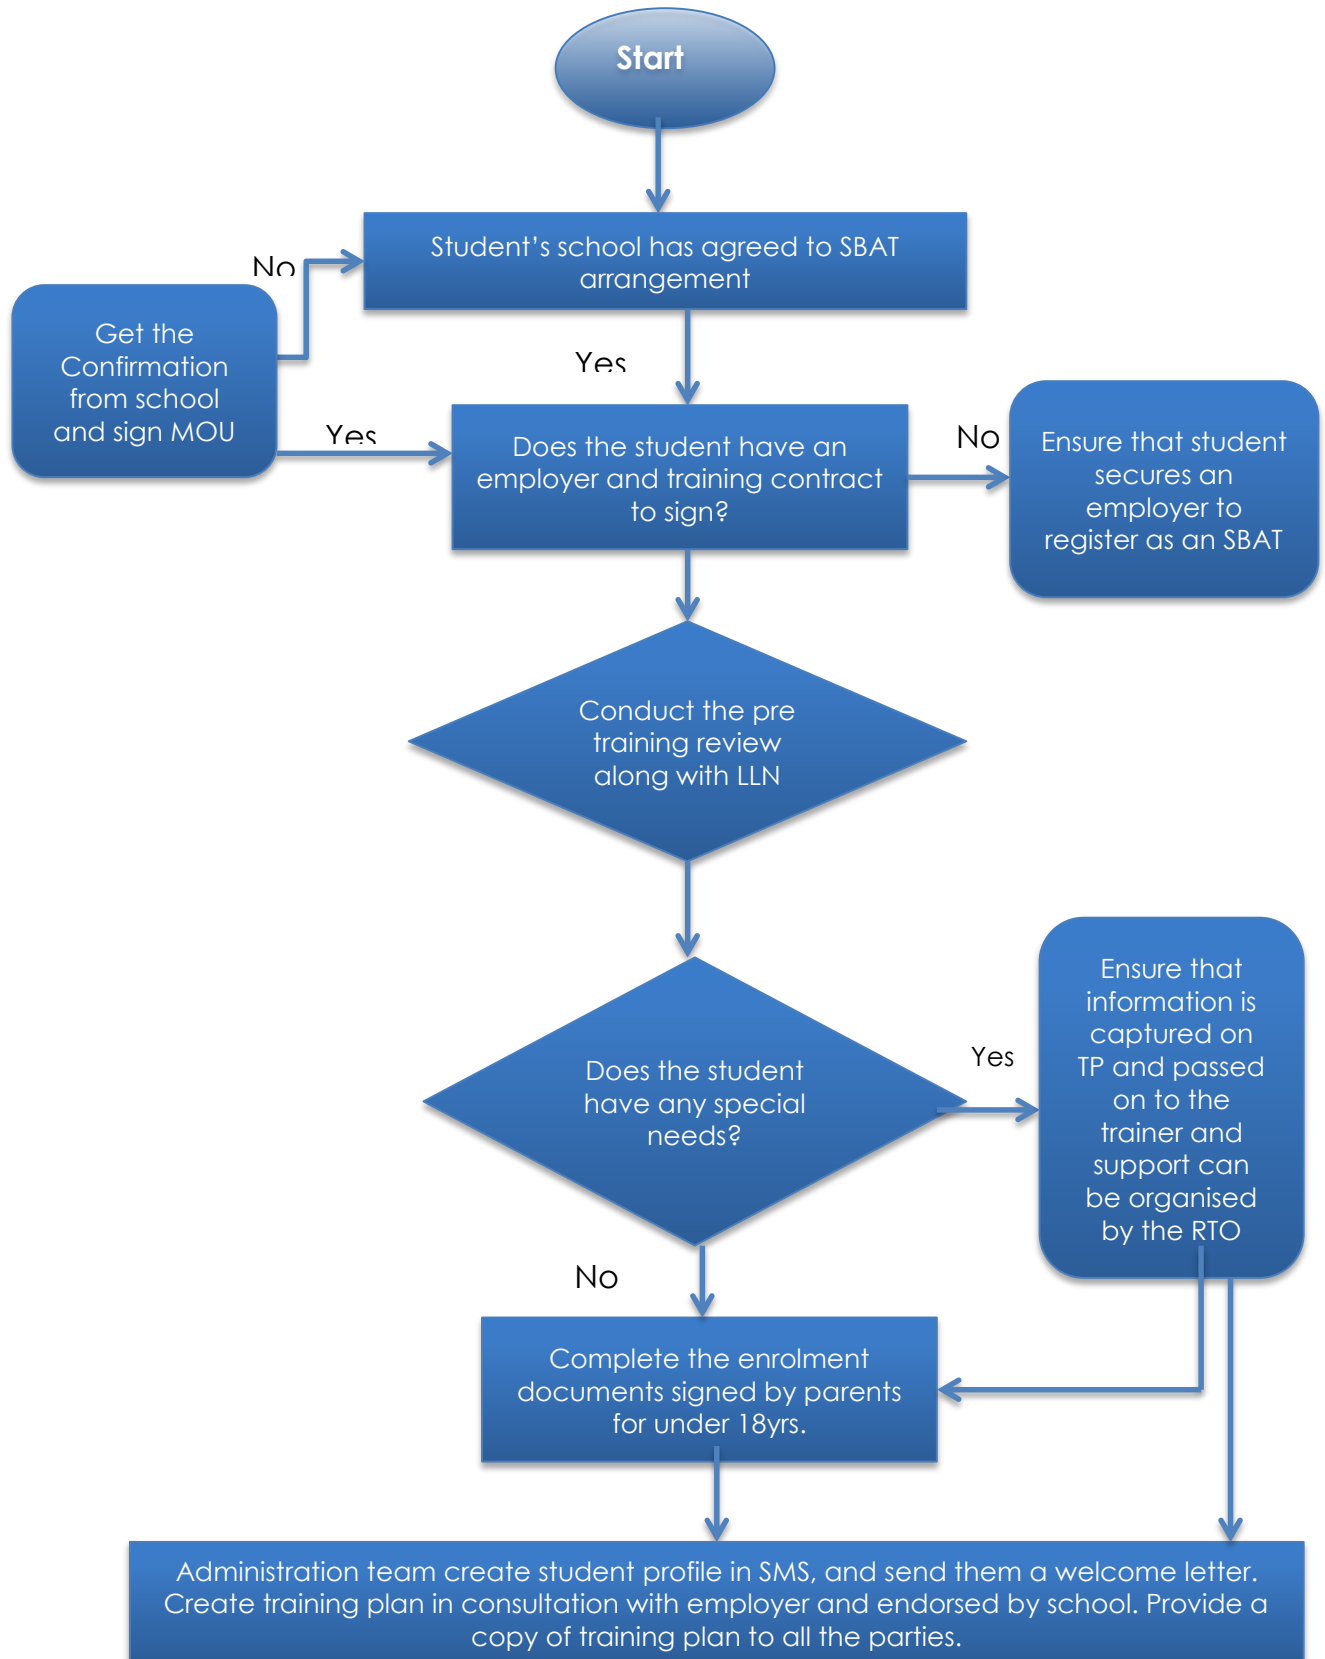 Start
Student’s school has agreed to SBAT
arrangement
No
Get the
Confirmation
from school
and sign MOU
Yes
Yes
Does the student have an
employer and training contract
to sign?
No
Ensure that student
secures an
employer to
register as an SBAT
Conduct the pre
training review
along with LLN
Does the student
have any special
needs?
Yes
Ensure that
information is
captured on
TP and passed
on to the
trainer and
support can
be organised
by the RTO
No
Complete the enrolment
documents signed by parents
for under 18yrs.
Administration team create student profile in SMS, and send them a welcome letter.
Create training plan in consultation with employer and endorsed by school. Provide a
copy of training plan to all the parties.